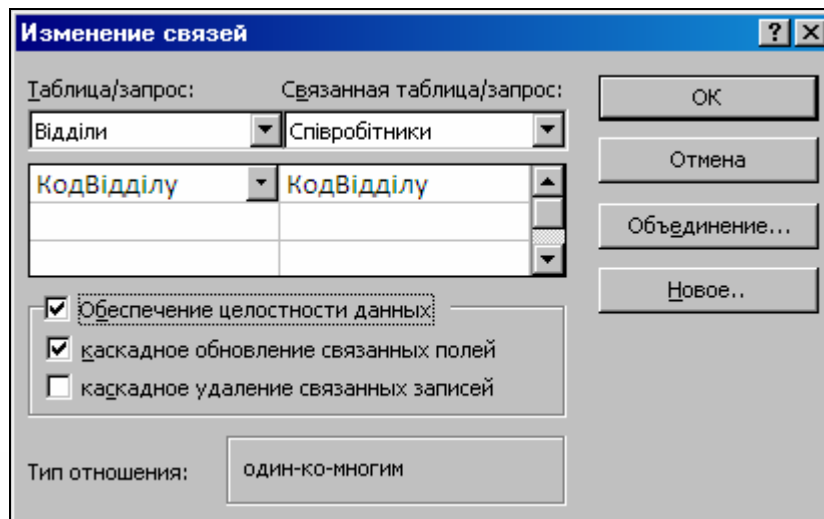 Изменение связей
Таблица/запрос: Связанная таблица/запрос:
Відділи Співробітники
КодВідділу КодВідділу
Обеспечение целостности данных
каскадное обновление связанных полей
каскадное удаление связанных записей
Тип отношения: один-ко-многим
ОК
Отмена
Объединение...
Новое..